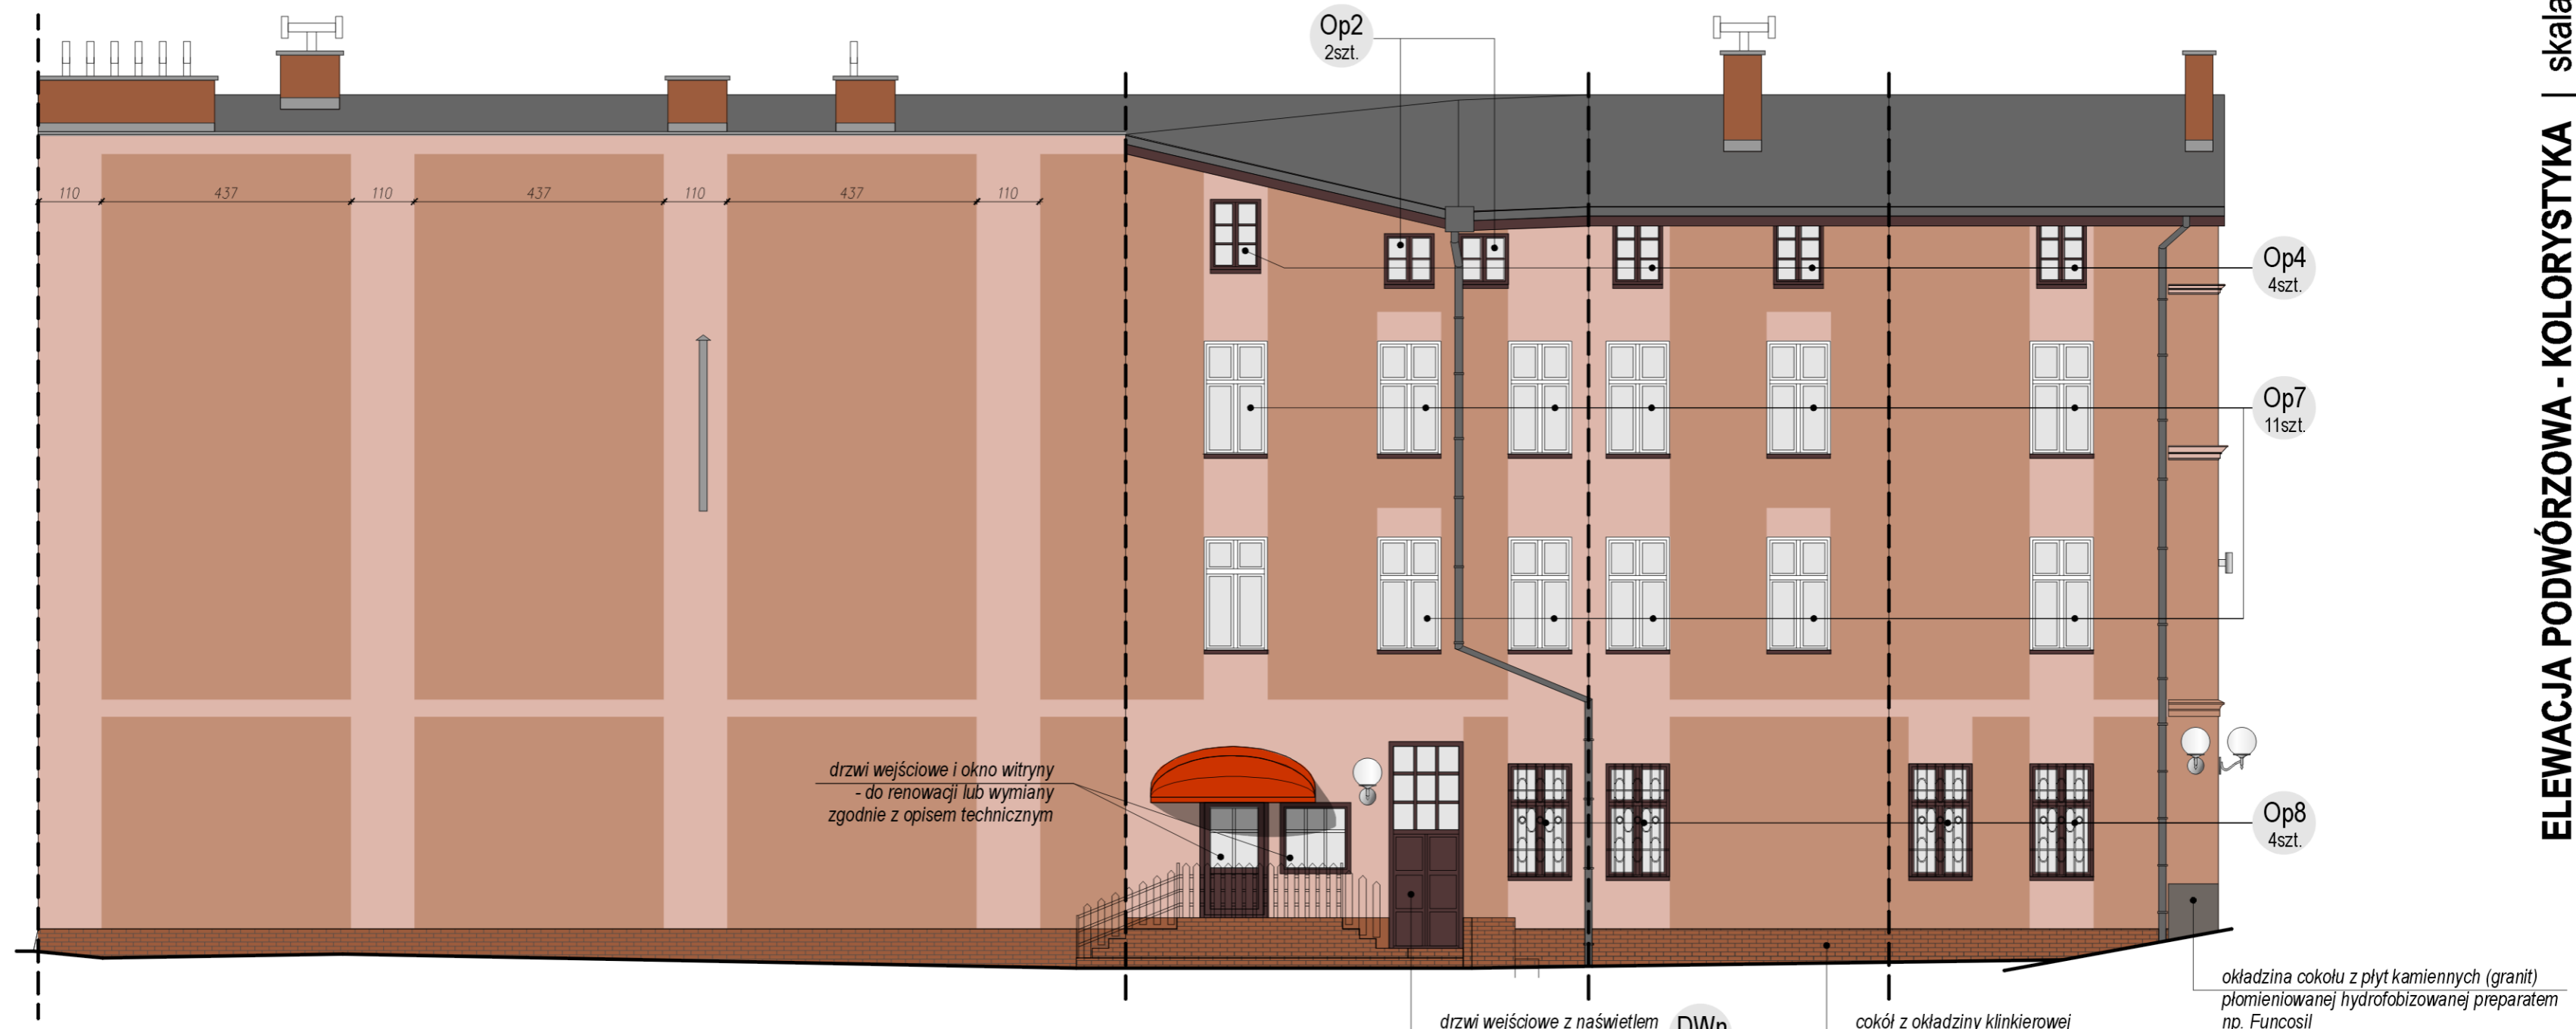 Op2
2szt.
110
437
110
437
110
437
110
Op4
4szt.
Op7
11szt.
drzwi wejściowe i okno witryny
- do renowacji lub wymiany
zgodnie z opisem technicznym
Op8
4szt.
okładzina cokołu z płyt kamiennych (granit)
płomieniowanej hydrofobizowanej preparatem
np. Funcosil
drzwi wejściowe z naświetlem
DWn
cokół z okładziny klinkierowej
ELEWACJA PODWÓRZOWA - KOLORYSTYKA | skala